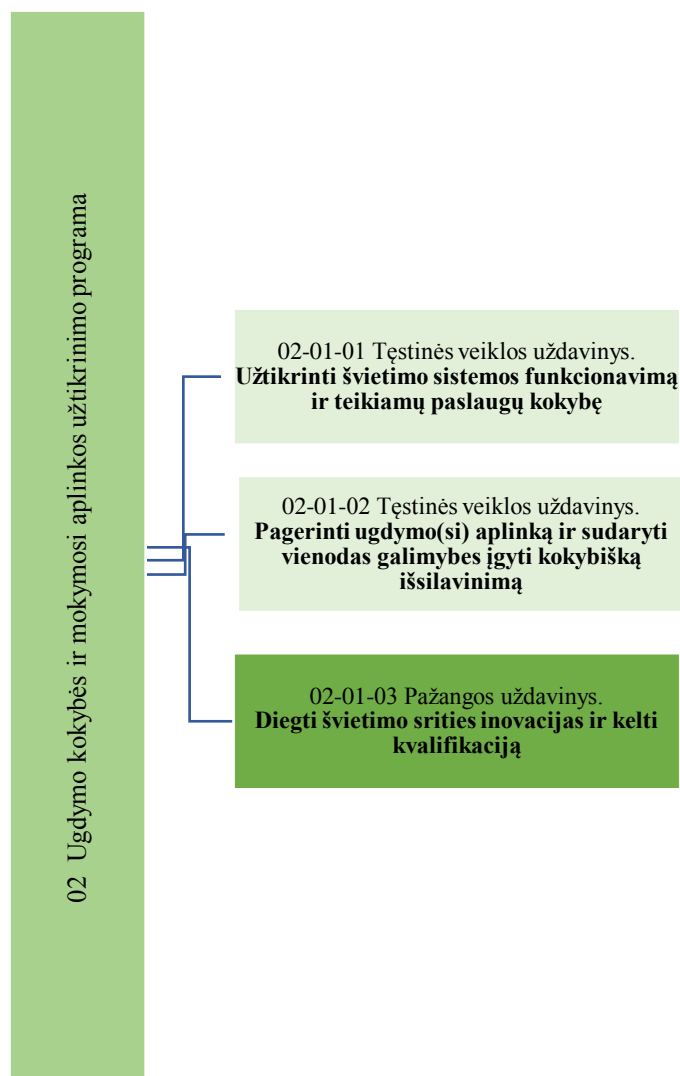 02 Ugdymo kokybės ir mokymosi aplinkos užtikrinimo programa
02-01-01 Tęstinės veiklos uždavinys.
Užtikrinti švietimo sistemos funkcionavimą
ir teikiamų paslaugų kokybę
02-01-02 Tęstinės veiklos uždavinys.
Pagerinti ugdymo(si) aplinką ir sudaryti
vienodas galimybes įgyti kokybišką
išsilavinimą
02-01-03 Pažangos uždavinys.
Diegti švietimo srities inovacijas ir kelti
kvalifikaciją